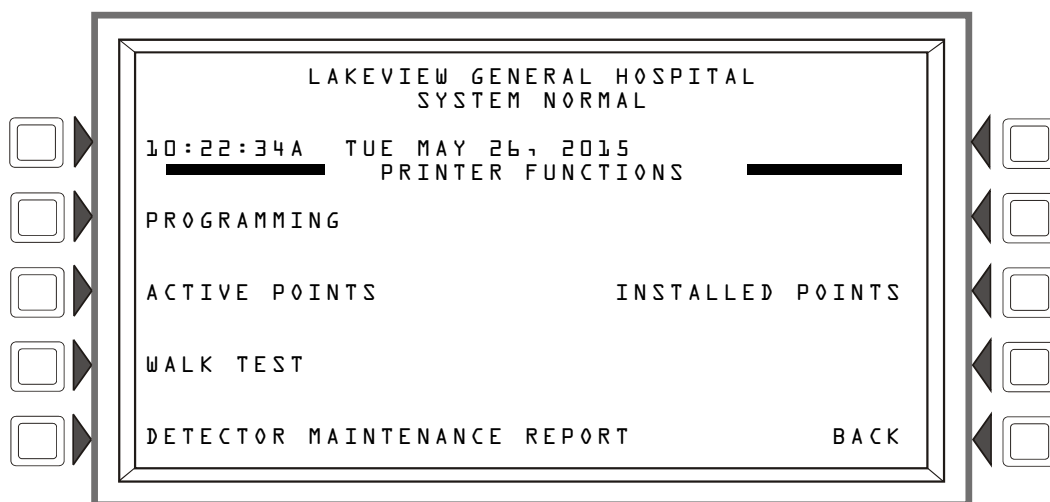 LAKEVIEW GENERAL HOSPITAL
SYSTEM NORMAL
10:22:34A TUE MAY 26, 2015
PRINTER FUNCTIONS
PROGRAMMING
ACTIVE POINTS INSTALLED POINTS
WALK TEST
DETECTOR MAINTENANCE REPORT BACK